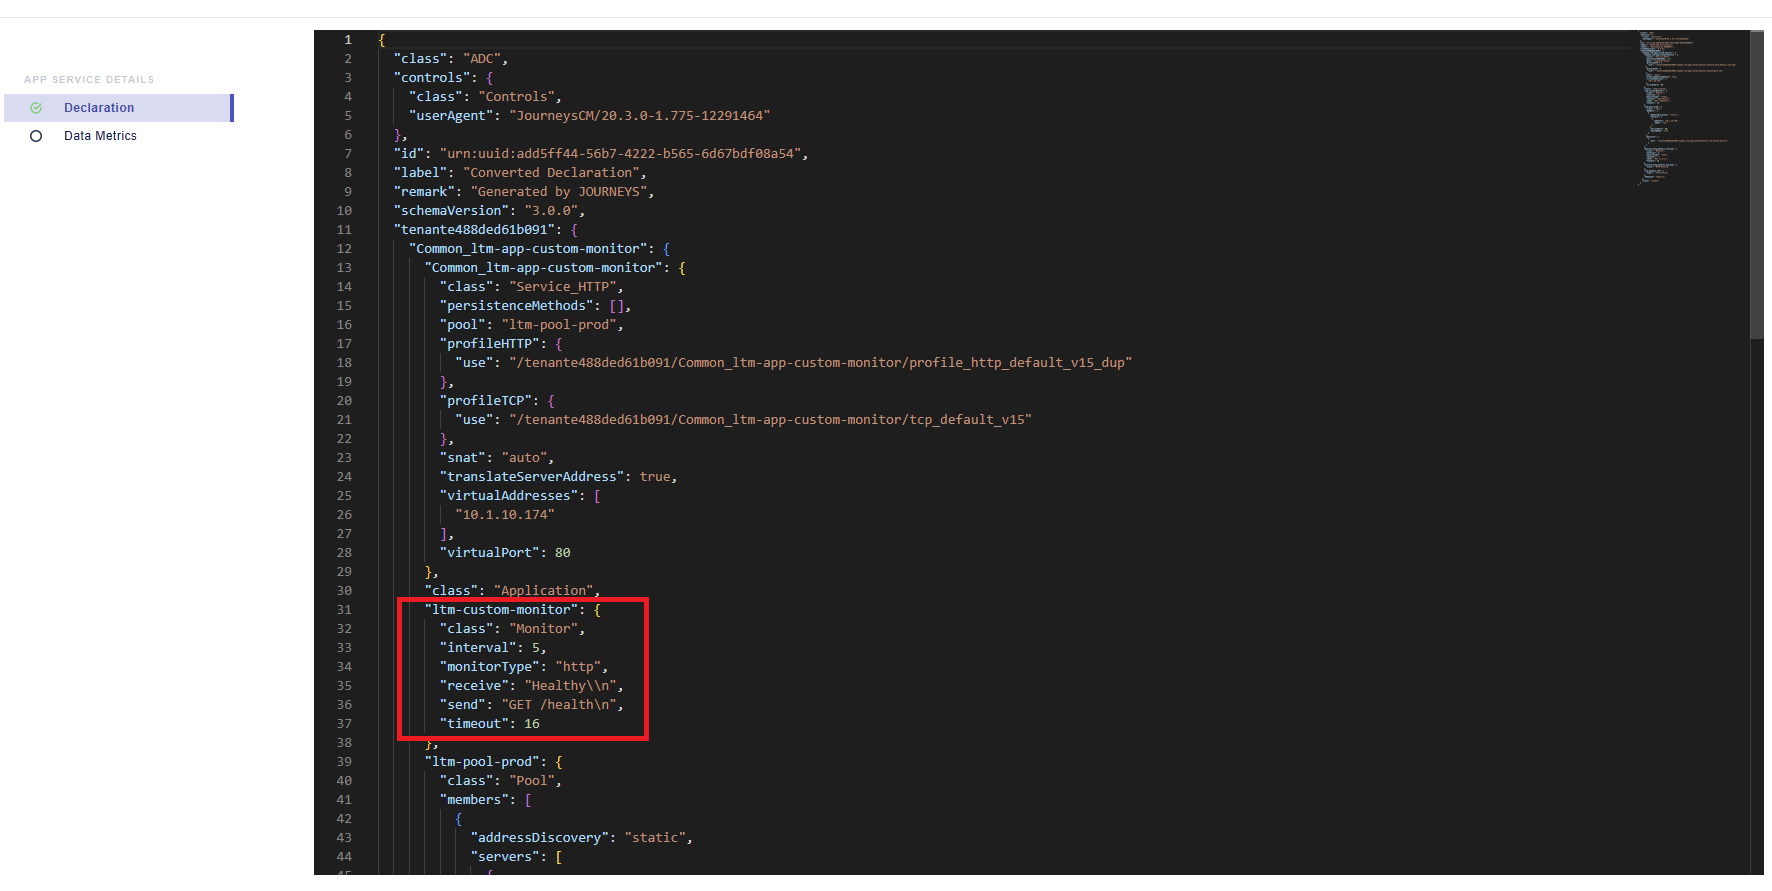 APP SERVICE DETAILS
Declaration
Data Metrics
1 {
2 "class": "ADC",
3 "controls": {
4 "class": "Controls",
5 "userAgent": "JourneysCM/20.3.0-1.775-12291464"
6 },
7 "id": "urn:uuid:add5ff44-56b7-4222-b565-6d67bdf08a54",
8 "label": "Converted Declaration",
9 "remark": "Generated by JOURNEYS",
10 "schemaVersion": "3.0.0",
11 "tenante488ded61b091": {
12 "Common_ltm-app-custom-monitor": {
13 "Common_ltm-app-custom-monitor": {
14 "class": "Service_HTTP",
15 "persistenceMethods": [],
16 "pool": "ltm-pool-prod",
17 "profileHTTP": {
18 "use": "/tenante488ded61b091/Common_ltm-app-custom-monitor/profile_http_default_v15_dup"
19 },
20 "profileTCP": {
21 "use": "/tenante488ded61b091/Common_ltm-app-custom-monitor/tcp_default_v15"
22 },
23 "snat": "auto",
24 "translateServerAddress": true,
25 "virtualAddresses": [
26 "10.1.10.174"
27 ],
28 "virtualPort": 80
29 },
30 "class": "Application",
31 "ltm-custom-monitor": {
32 "class": "Monitor",
33 "interval": 5,
34 "monitorType": "http",
35 "receive": "Healthy\\n",
36 "send": "GET /health\n",
37 "timeout": 16
38 },
39 "ltm-pool-prod": {
40 "class": "Pool",
41 "members": [
42 {
43 "addressDiscovery": "static",
44 "servers": [
45 {